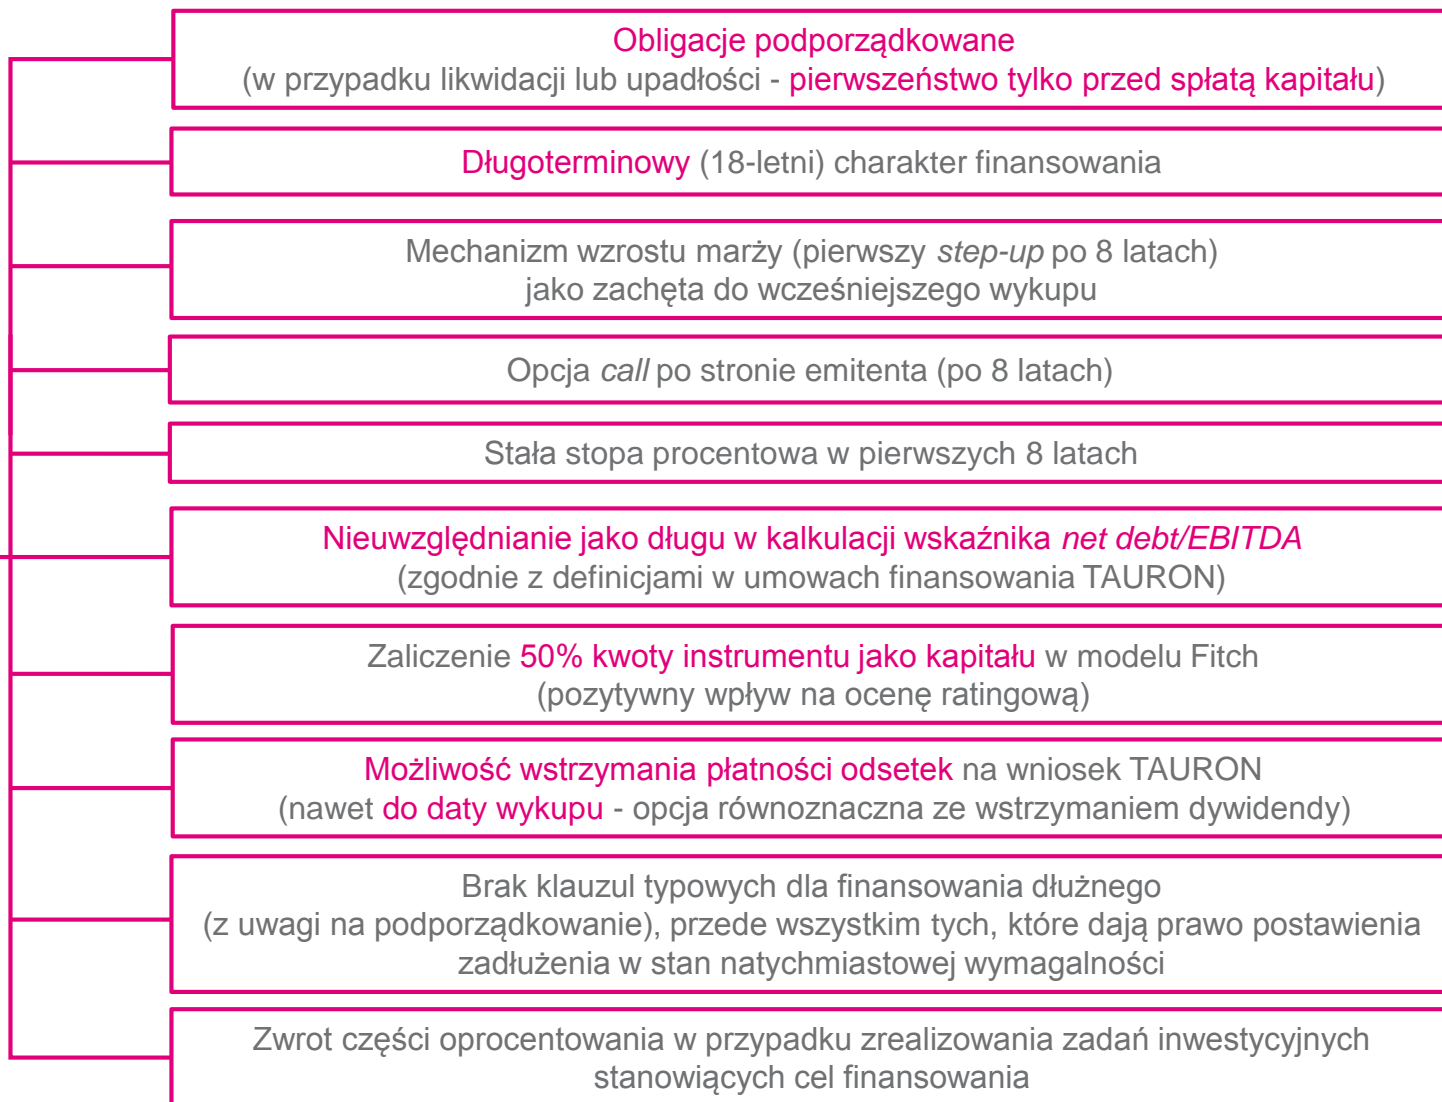 Obligacje podporządkowane
(w przypadku likwidacji lub upadłości - pierwszeństwo tylko przed spłatą kapitału)
Długoterminowy (18-letni) charakter finansowania
Mechanizm wzrostu marży (pierwszy step-up po 8 latach)
jako zachęta do wcześniejszego wykupu
Opcja call po stronie emitenta (po 8 latach)
Stała stopa procentowa w pierwszych 8 latach
Nieuwzględnianie jako długu w kalkulacji wskaźnika net debt/EBITDA
(zgodnie z definicjami w umowach finansowania TAURON)
Zaliczenie 50% kwoty instrumentu jako kapitału w modelu Fitch
(pozytywny wpływ na ocenę ratingową)
Możliwość wstrzymania płatności odsetek na wniosek TAURON
(nawet do daty wykupu - opcja równoznaczna ze wstrzymaniem dywidendy)
Brak klauzul typowych dla finansowania dłużnego
(z uwagi na podporządkowanie), przede wszystkim tych, które dają prawo postawienia
zadłużenia w stan natychmiastowej wymagalności
Zwrot części oprocentowania w przypadku zrealizowania zadań inwestycyjnych
stanowiących cel finansowania